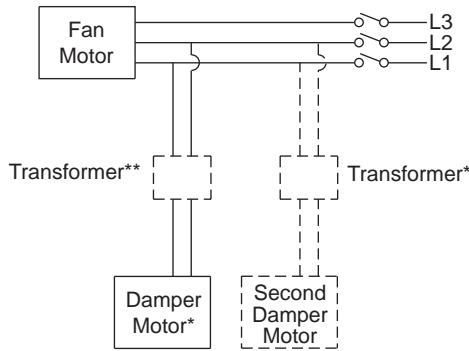 Fan
Motor
L3
L2
L1
Transformer**
Transformer*
Damper
Motor*
Second
Damper
Motor